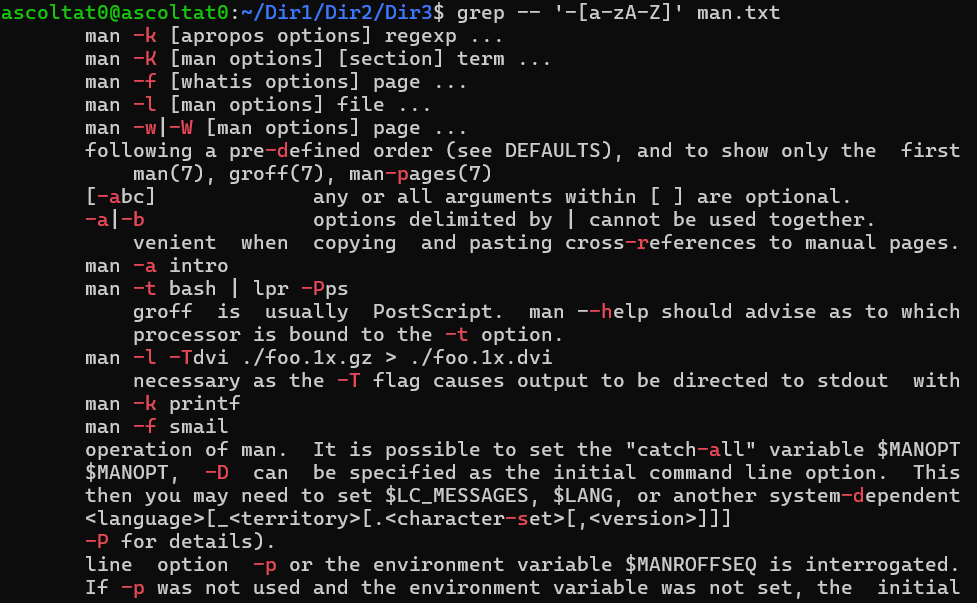 ascoltat0@ascoltat0:~/Dir1/Dir2/Dir3$ grep -- '-[a-zA-Z]' man.txt
       man -k [apropos options] regexp ...
       man -K [man options] [section] term ...
       man -f [whatis options] page ...
       man -l [man options] file ...
       man -w|-W [man options] page ...
       following a pre-defined order (see DEFAULTS), and to show only the  first
           man(7), groff(7), man-pages(7)
       [-abc]             any or all arguments within [ ] are optional.
       -a|-b              options delimited by | cannot be used together.
           venient  when  copying  and pasting cross-references to manual pages.
       man -a intro
       man -t bash | lpr -Pps
           groff  is  usually  PostScript.  man --help should advise as to which
           processor is bound to the -t option.
       man -l -Tdvi ./foo.1x.gz > ./foo.1x.dvi
           necessary as the -T flag causes output to be directed to stdout  with
       man -k printf
       man -f smail
       operation of man.  It is possible to set the "catch-all" variable $MANOPT
       $MANOPT,  -D  can  be specified as the initial command line option.  This
       then you may need to set $LC_MESSAGES, $LANG, or another system-dependent
       <language>[_<territory>[.<character-set>[,<version>]]]
       -P for details).
       line  option  -p or the environment variable $MANROFFSEQ is interrogated.
       If -p was not used and the environment variable was not set, the  initial